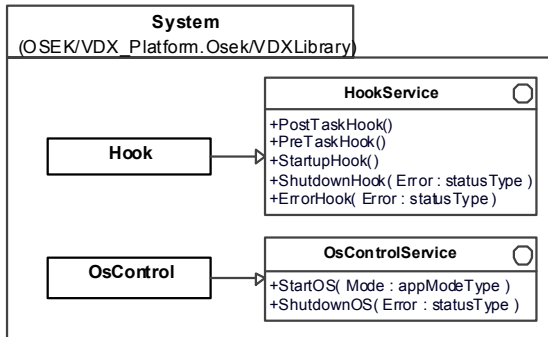 System
(OSEK/VDX_Platform.Osek/VDXLibrary)
HookService
+PostTaskHook()
+PreTaskHook()
+StartupHook()
+ShutdownHook( Error : statusType )
+ErrorHook( Error : statusType )
Hook
OsControlService
+StartOS( Mode : appModeType )
+ShutdownOS( Error : statusType )
OsControl